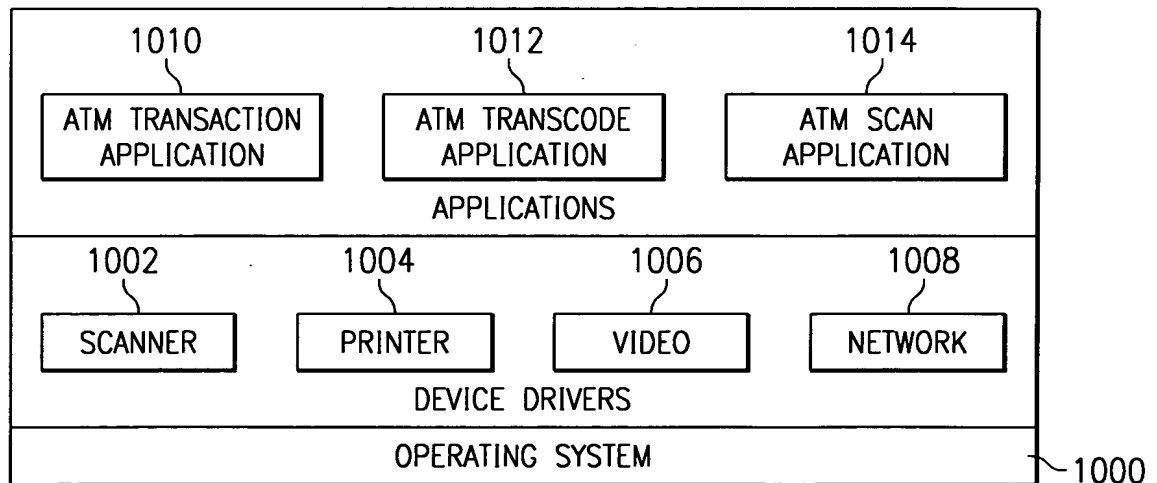 1010 1012 1014
ATM TRANSACTION APPLICATION
ATM TRANSCODE APPLICATION
ATM SCAN APPLICATION
APPLICATIONS
1002 1004 1006 1008
SCANNER PRINTER VIDEO NETWORK
DEVICE DRIVERS
OPERATING SYSTEM
1000